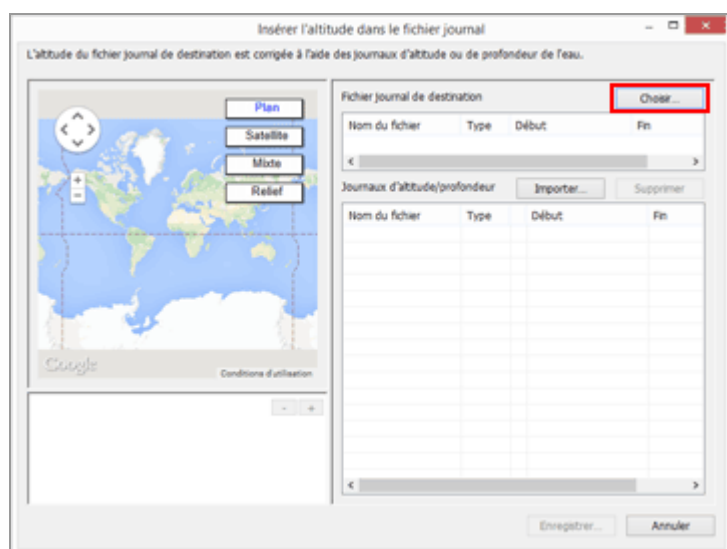 Insérer l'altitude dans le fichier journal
L'altitude du fichier journal de destination est corrigée à l'aide des journaux d'altitude ou de profondeur de l'eau.
Plan
Satellite
Mixte
Relief
Google
Conditions d'utilisation
- +
Fichier journal de destination
Choisir...
Nom du fichier Type Début Fin
Journaux d'altitude/profondeur Importer... Supprimer
Nom du fichier Type Début Fin
Enregistrer... Annuler